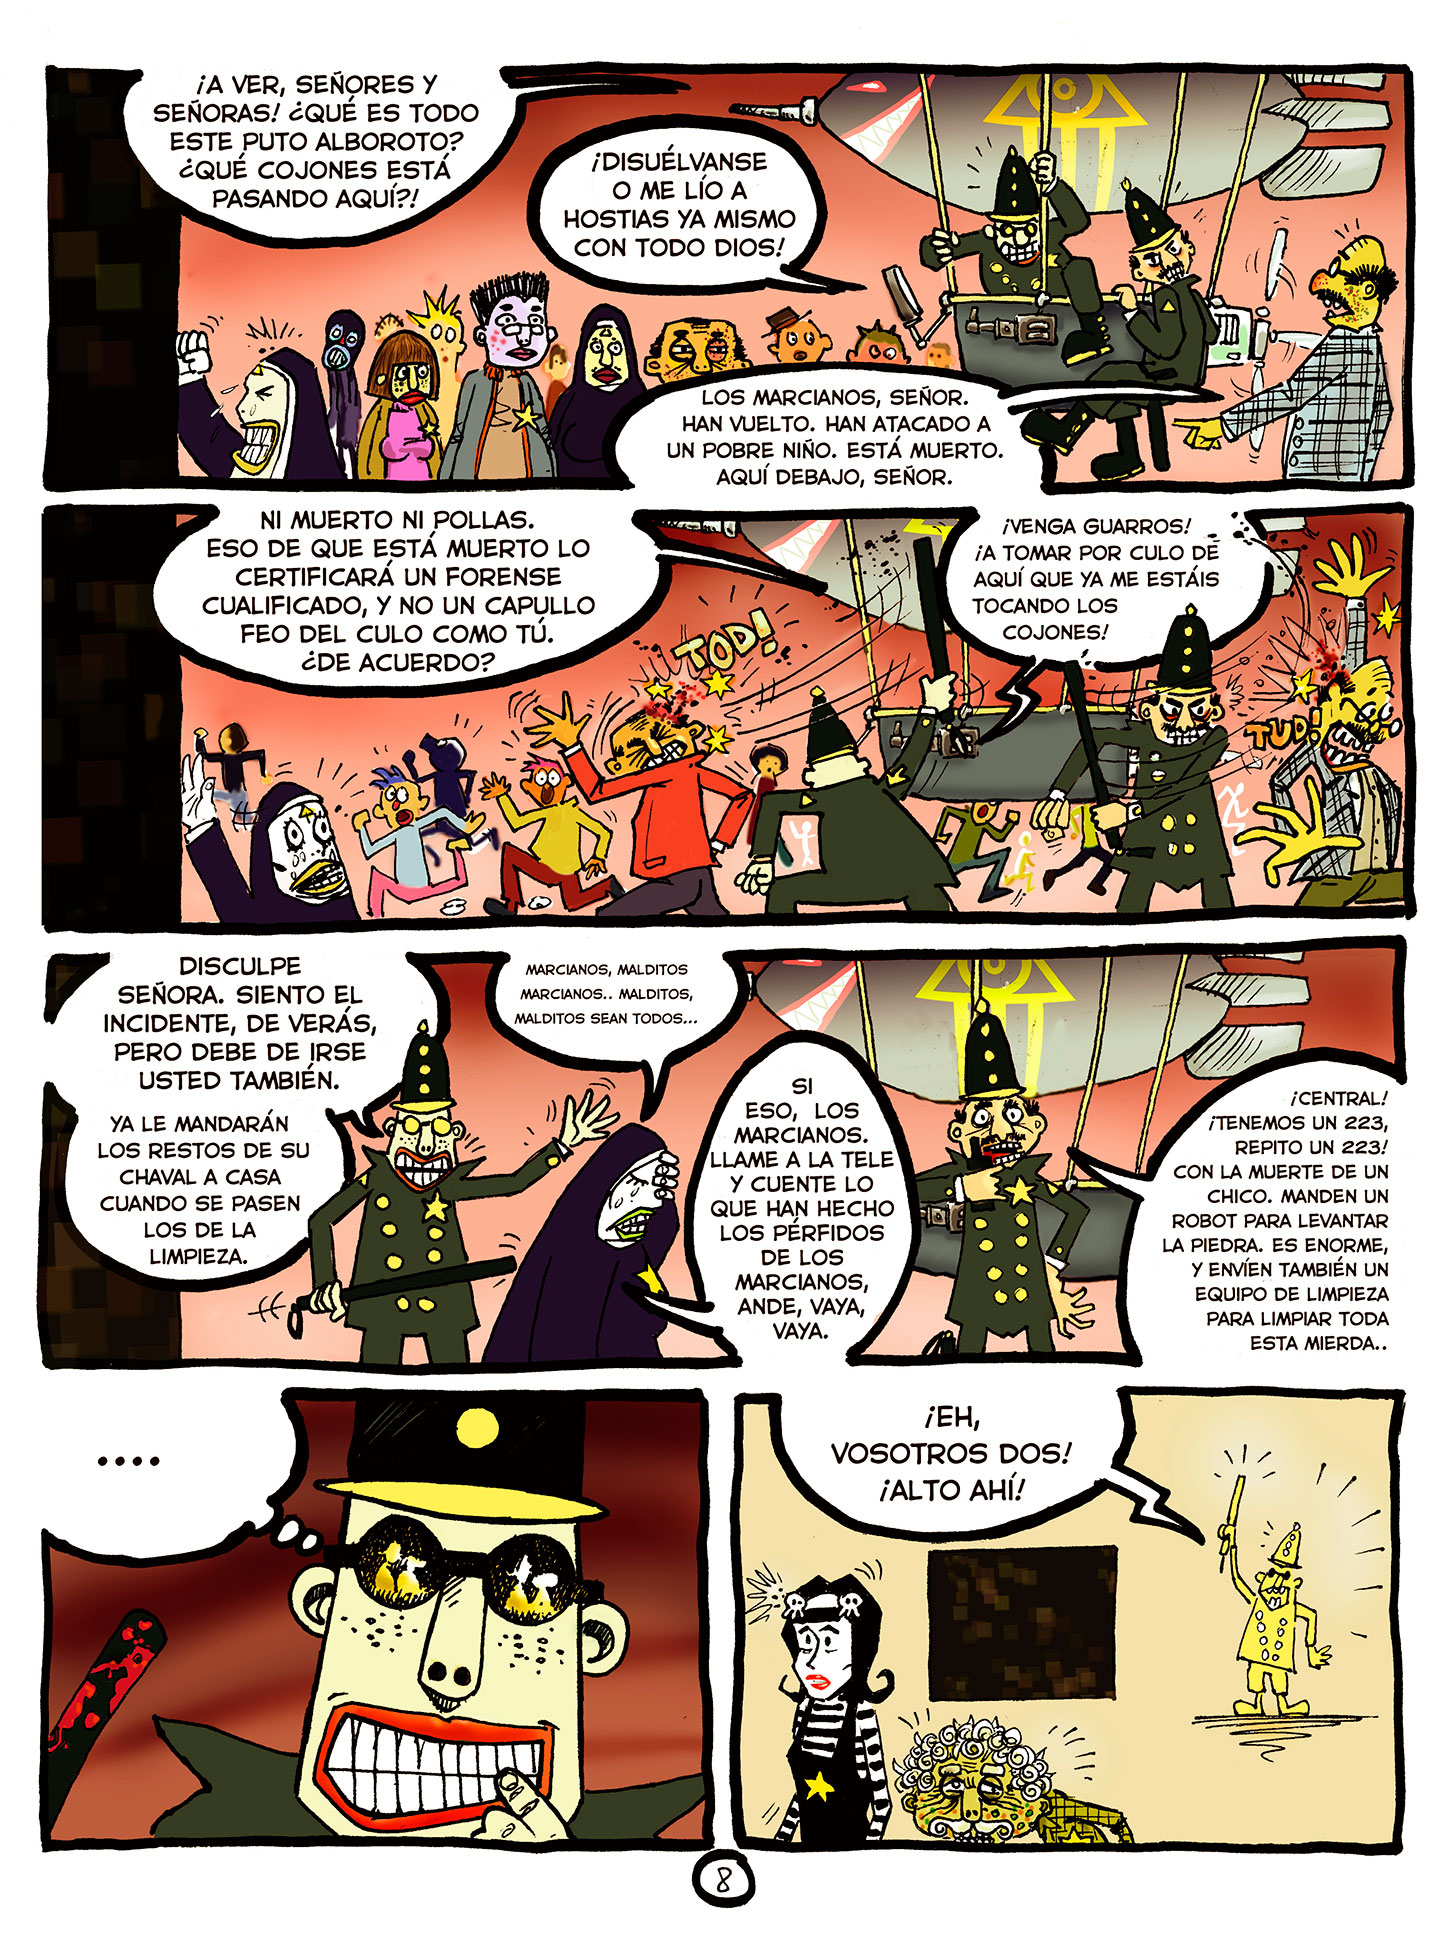 ¡A VER, SEÑORES Y
SEÑORAS! ¿QUÉ ES TODO
ESTE PUTO ALBOROTO?
¿QUÉ COJONES ESTÁ
PASANDO AQUÍ?!
¡DISUÉLVANSE
O ME LÍO A
HOSTIAS YA MISMO
CON TODO DIOS!
LOS MARCIANOS, SEÑOR.
HAN VUELTO. HAN ATACADO A
UN POBRE NIÑO. ESTÁ MUERTO.
AQUÍ DEBAJO, SEÑOR.
NI MUERTO NI POLLAS.
ESO DE QUE ESTÁ MUERTO LO
CERTIFICARÁ UN FORENSE
CUALIFICADO, Y NO UN CAPULLO
FEO DEL CULO COMO TÚ.
¿DE ACUERDO?
TOD!
¡VENGA GUARROS!
¡A TOMAR POR CULO DE
AQUÍ QUE YA ME ESTÁIS
TOCANDO LOS
COJONES!
TUD!
DISCULPE
SEÑORA. SIENTO EL
INCIDENTE, DE VERÁS,
PERO DEBE DE IRSE
USTED TAMBIÉN.
YA LE MANDARÁN
LOS RESTOS DE SU
CHAVAL A CASA
CUANDO SE PASEN
LOS DE LA
LIMPIEZA.
MARCIANOS, MALDITOS
MARCIANOS.. MALDITOS,
MALDITOS SEAN TODOS...
SI
ESO, LOS
MARCIANOS.
LLAME A LA TELE
Y CUENTE LO
QUE HAN HECHO
LOS PÉRFIDOS
DE LOS
MARCIANOS,
ANDE, VAYA,
VAYA.
¡CENTRAL!
¡TENEMOS UN 223,
REPITO UN 223!
CON LA MUERTE DE UN
CHICO. MANDEN UN
ROBOT PARA LEVANTAR
LA PIEDRA. ES ENORME,
Y ENVÍEN TAMBIÉN UN
EQUIPO DE LIMPIEZA
PARA LIMPIAR TODA
ESTA MIERDA..
....
¡EH,
VOSOTROS DOS!
¡ALTO AHÍ!
8